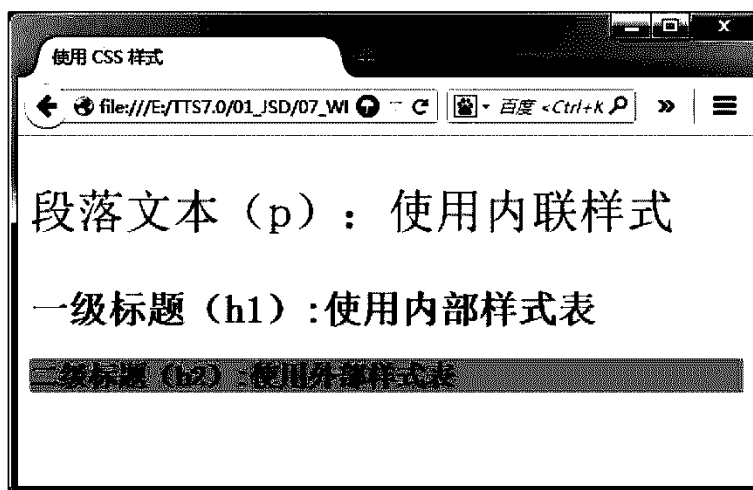 使用 CSS 样式
file:///E:/TTS7.0/01_JSD/07_WI
百度 <Ctrl+K
段落文本（p）：使用内联样式
一级标题（h1）:使用内部样式表
二级标题（h2）:使用外部样式表